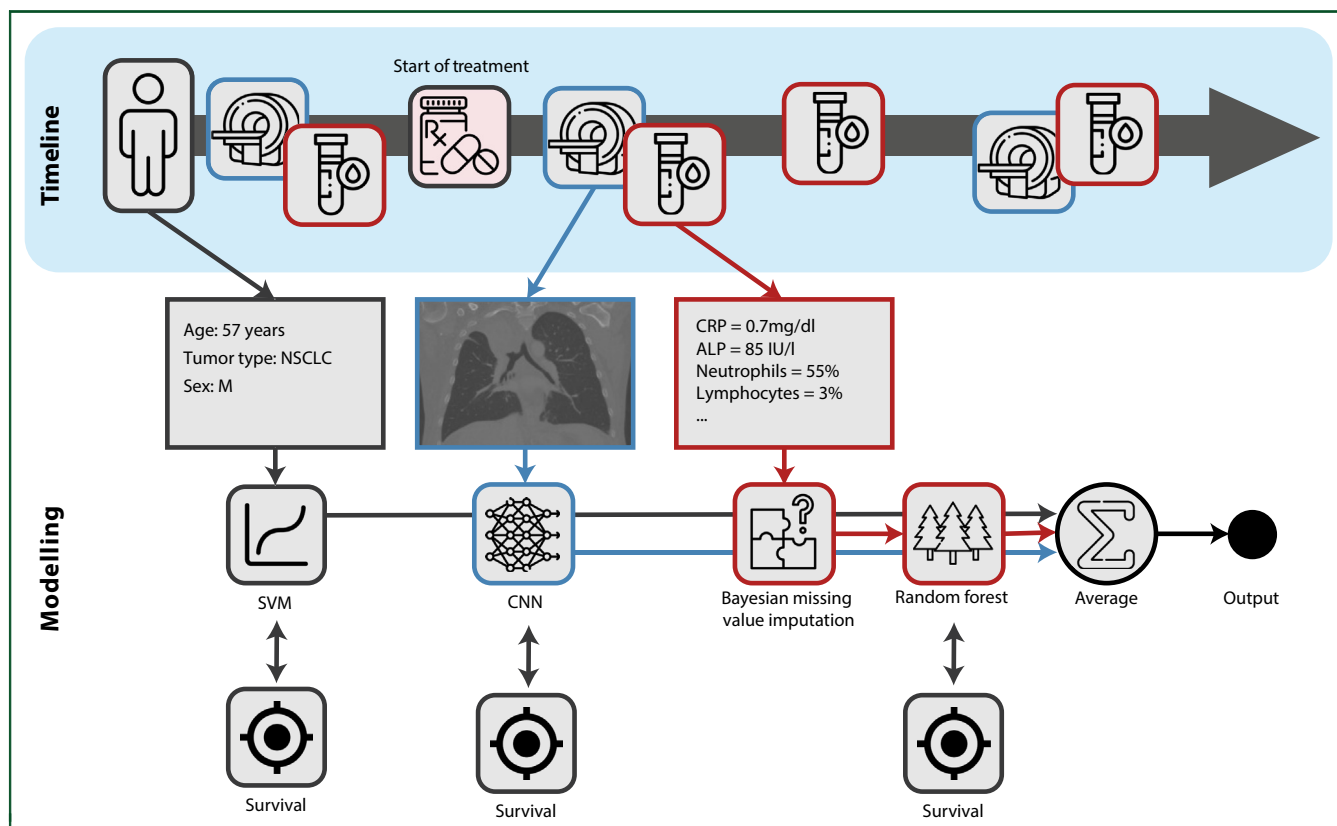 Timeline
Start of treatment
Rx
Age: 57 years
Tumor type: NSCLC
Sex: M
CRP = 0.7mg/dl
ALP = 85 IU/l
Neutrophils = 55%
Lymphocytes = 3%
...
Modelling
?
Σ
SVM
CNN
Bayesian missing
value imputation
Random forest
Average
Output
Survival
Survival
Survival